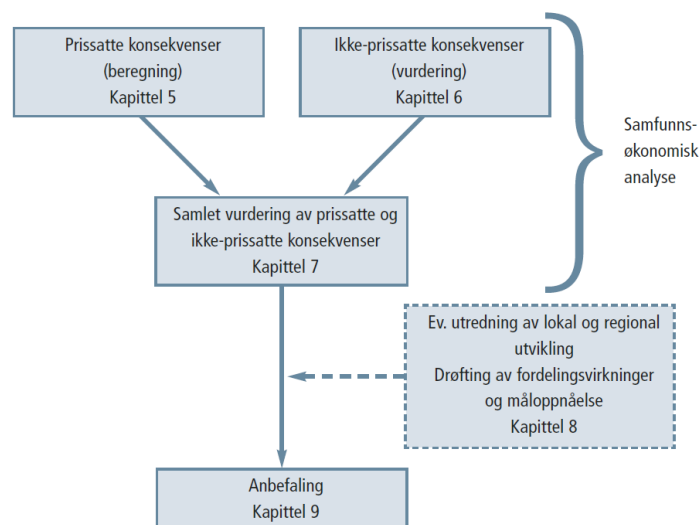 Prissatte konsekvenser
(beregning)
Kapittel 5
Ikke-prissatte konsekvenser
(vurdering)
Kapittel 6
Samfunns-
økonomisk
analyse
Samlet vurdering av prissatte og
ikke-prissatte konsekvenser
Kapittel 7
Ev. utredning av lokal og regional
utvikling
Drøfting av fordelingsvirkninger
og måloppnåelse
Kapittel 8
Anbefaling
Kapittel 9